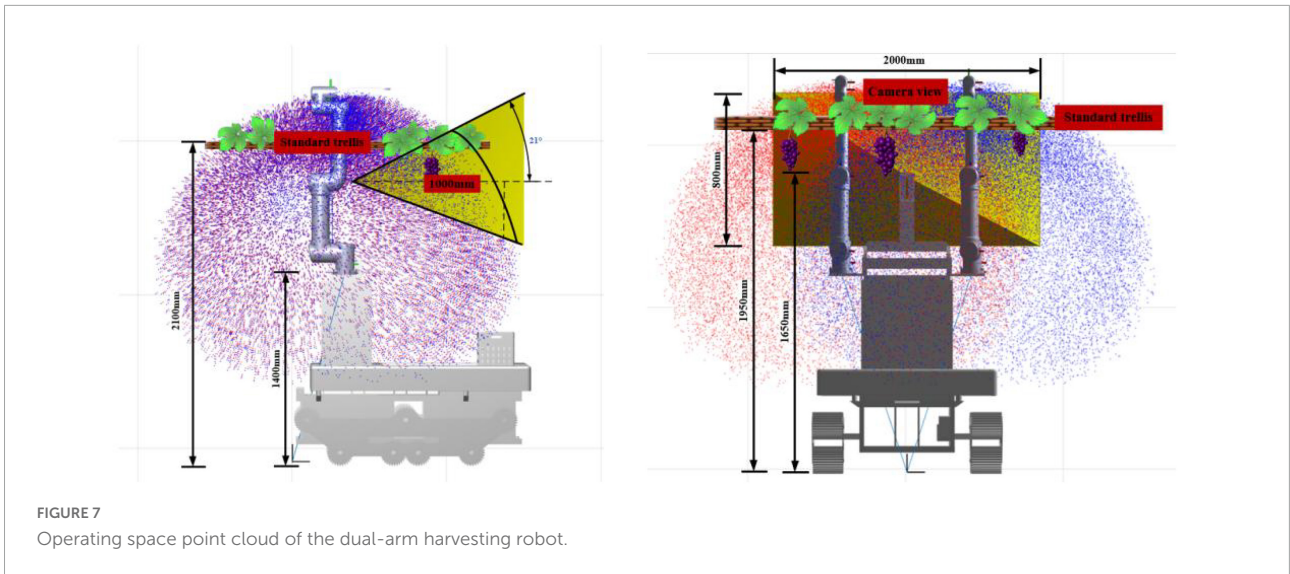 Standard trellis
21°
1000mm
2100mm
1400mm
2000mm
Camera view
Standard trellis
800mm
1950mm
1650mm
FIGURE 7
Operating space point cloud of the dual-arm harvesting robot.